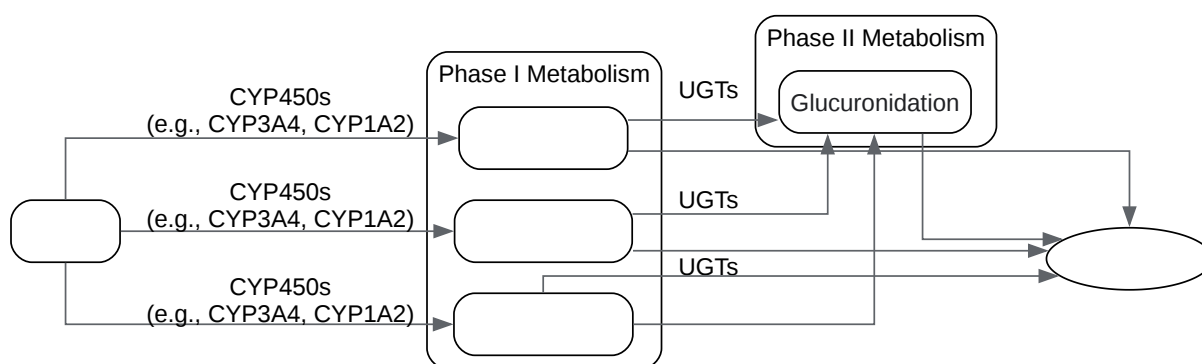 Phase II Metabolism
Phase I Metabolism
Glucuronidation
CYP450s
(e.g., CYP3A4, CYP1A2)
UGTs
CYP450s
(e.g., CYP3A4, CYP1A2)
UGTs
CYP450s
(e.g., CYP3A4, CYP1A2)
UGTs